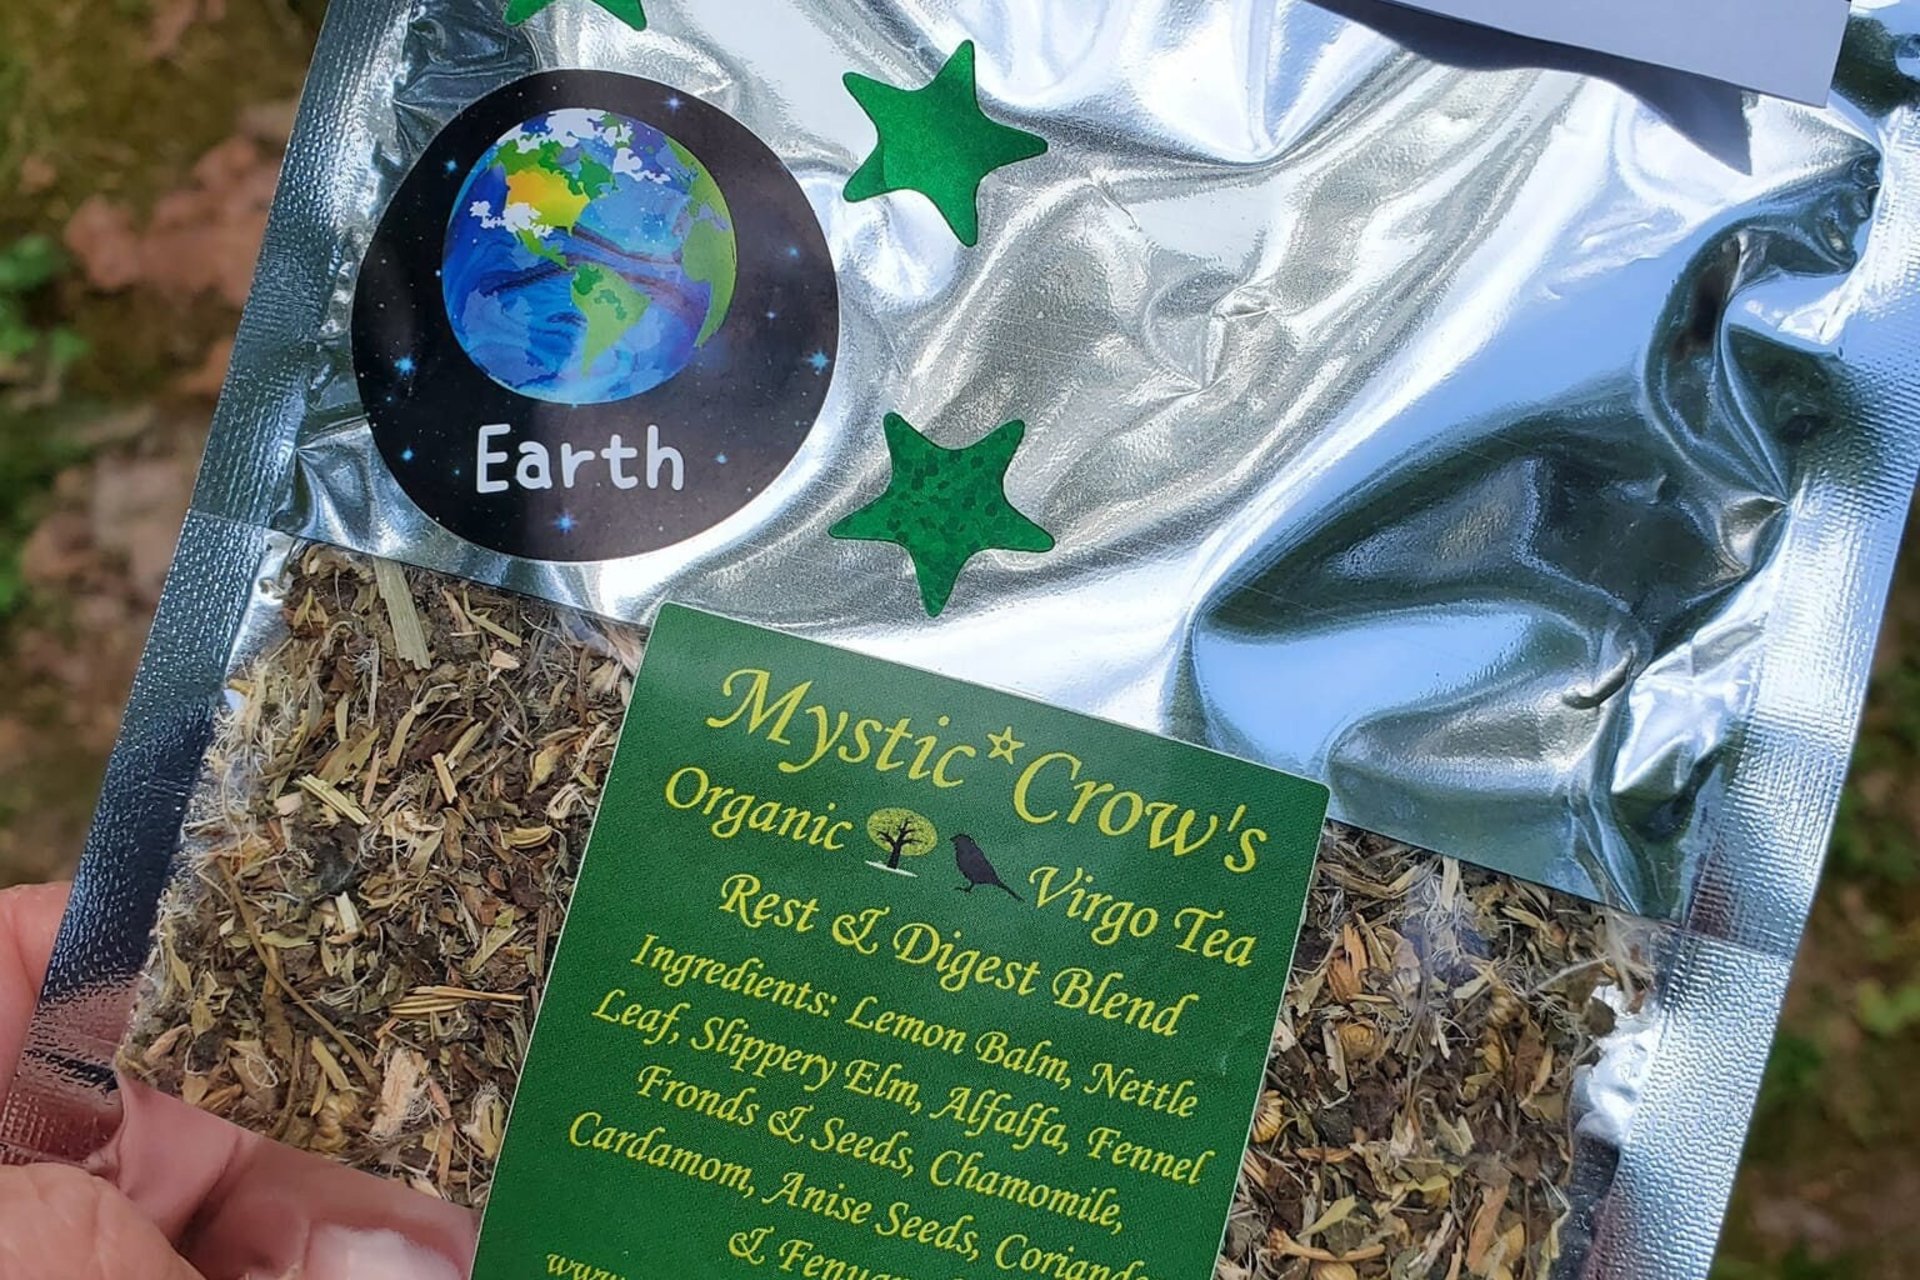 Earth
Mystic☆Crow's
Organic Virgo Tea
Rest & Digest Blend
Ingredients: Lemon Balm, Nettle
Leaf, Slippery Elm, Alfalfa, Fennel
Fronds & Seeds, Chamomile,
Cardamom, Anise Seeds,
&